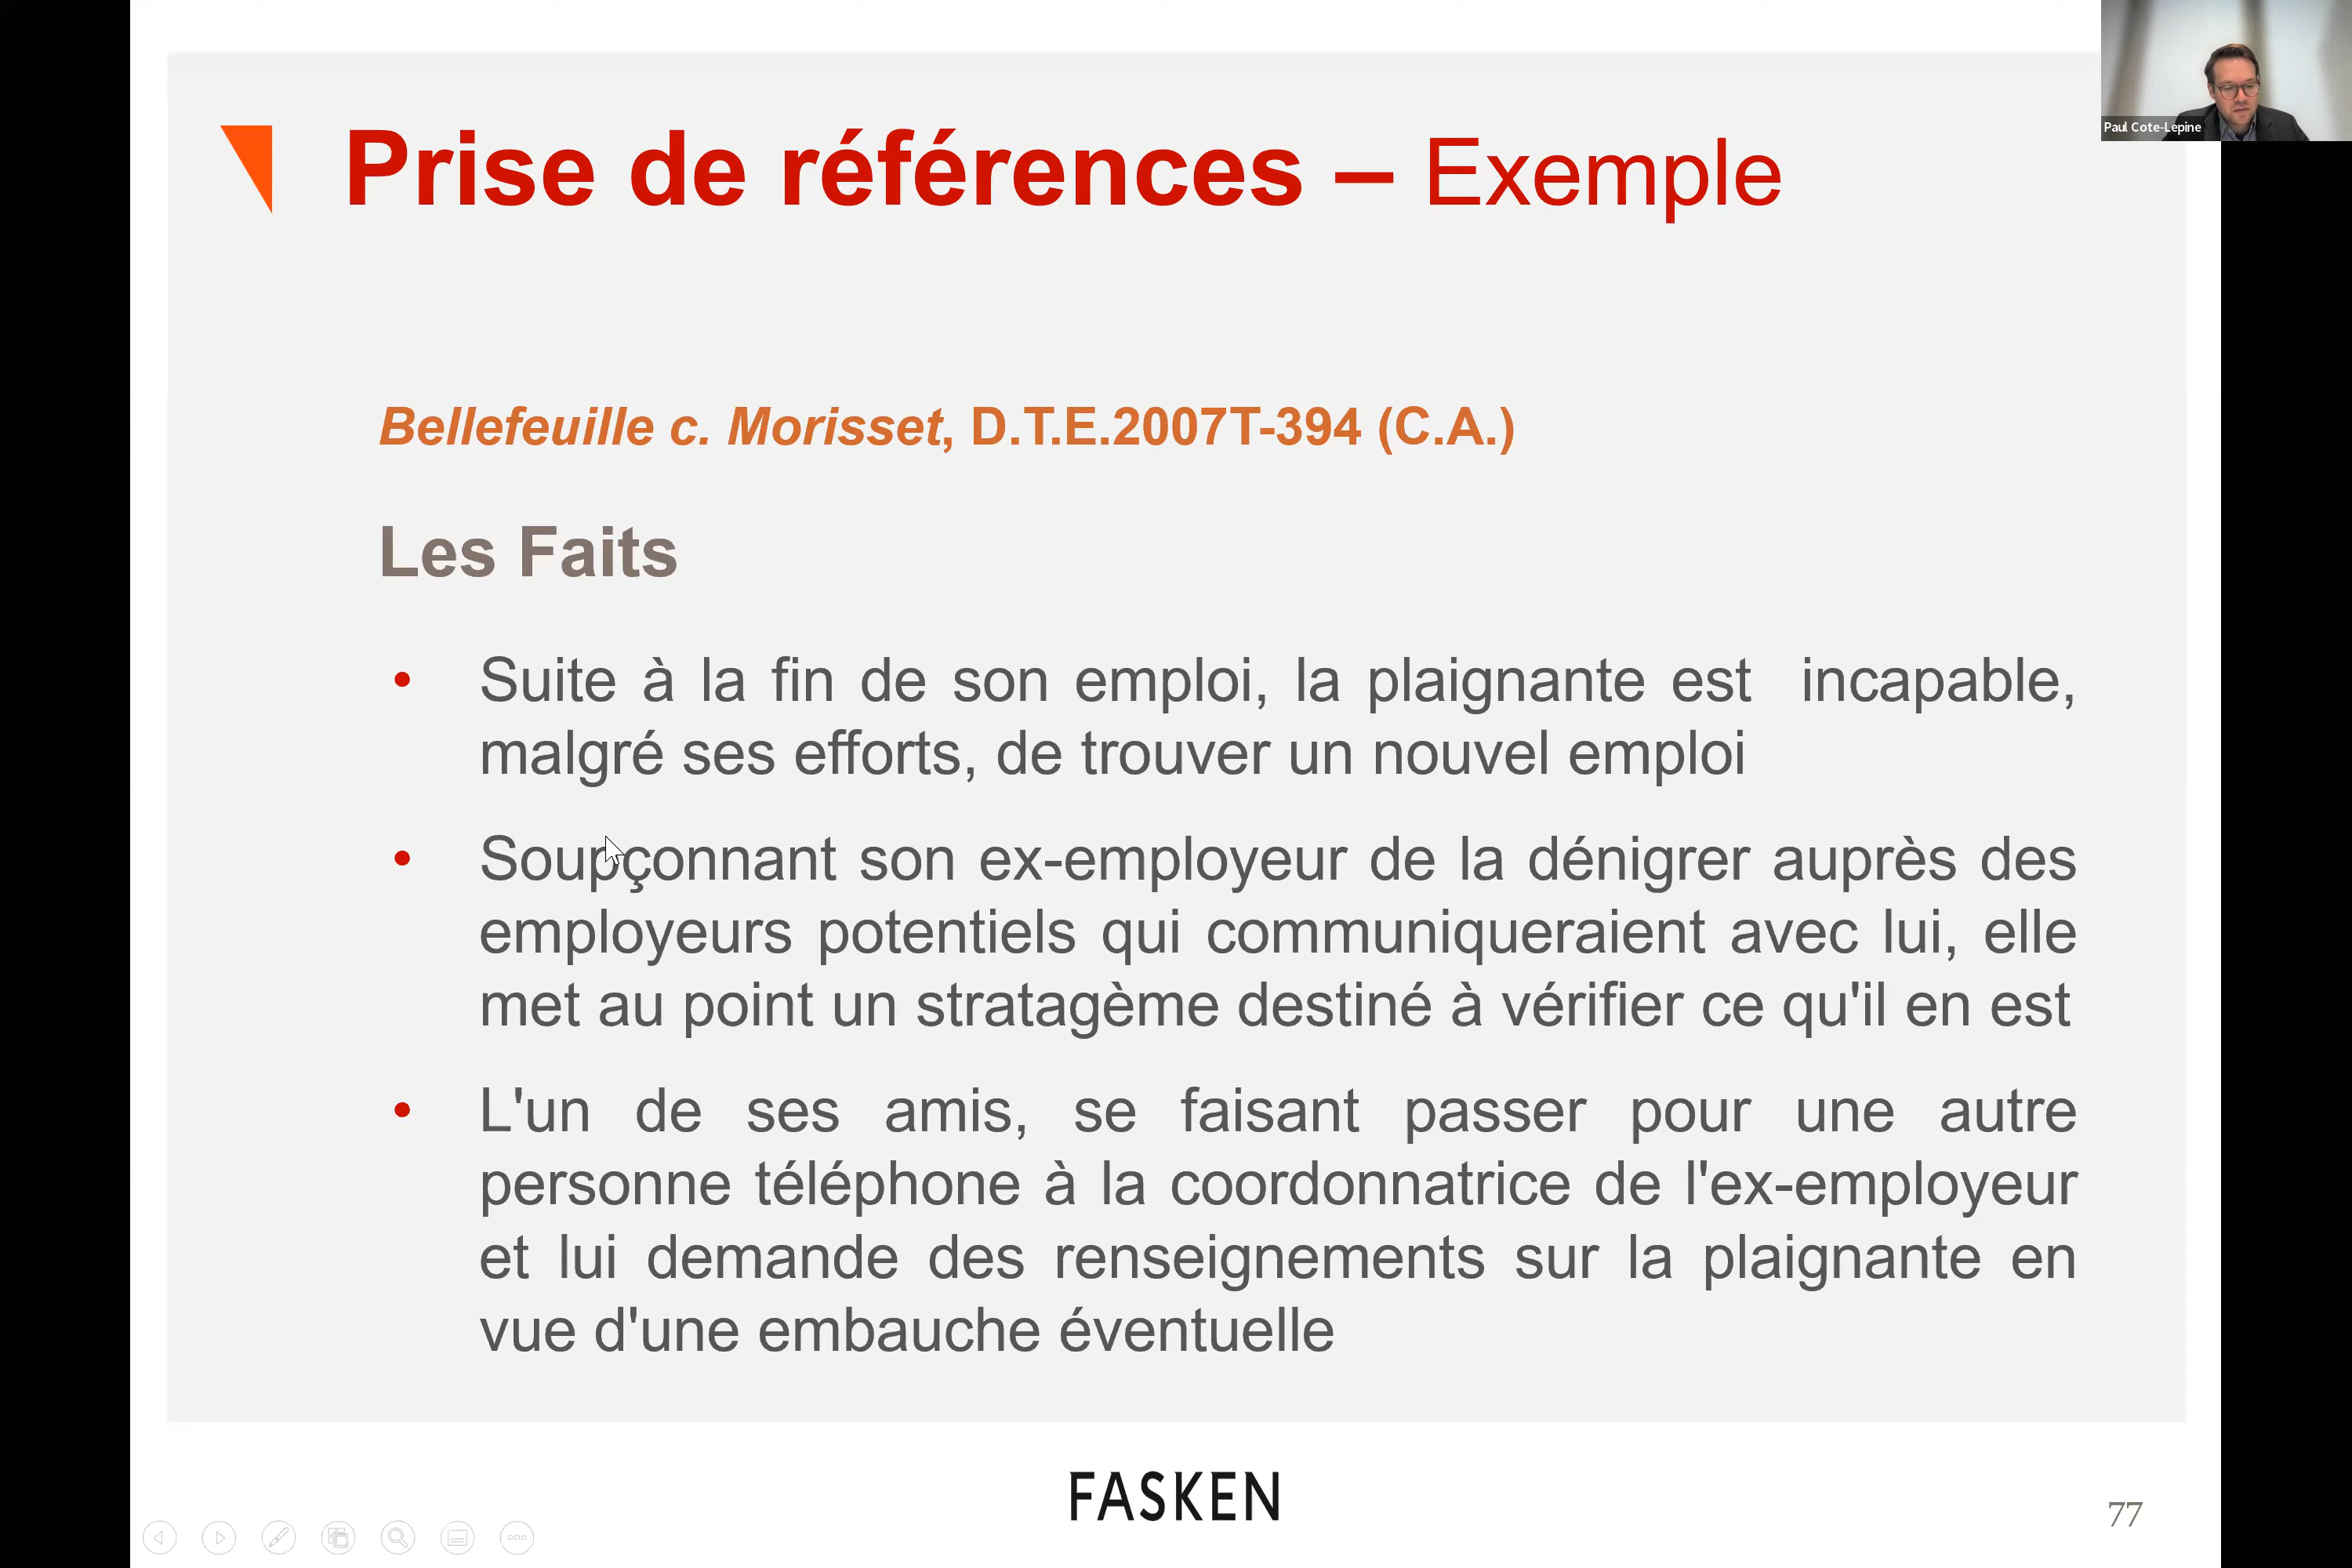 Prise de références – Exemple
Paul Cote-Lepine
Bellefeuille c. Morisset, D.T.E.2007T-394 (C.A.)
Les Faits
• Suite à la fin de son emploi, la plaignante est incapable,
malgré ses efforts, de trouver un nouvel emploi
• Soupçonnant son ex-employeur de la dénigrer auprès des
employeurs potentiels qui communiqueraient avec lui, elle
met au point un stratagème destiné à vérifier ce qu'il en est
• L'un de ses amis, se faisant passer pour une autre
personne téléphone à la coordonnatrice de l'ex-employeur
et lui demande des renseignements sur la plaignante en
vue d'une embauche éventuelle
FASKEN
77